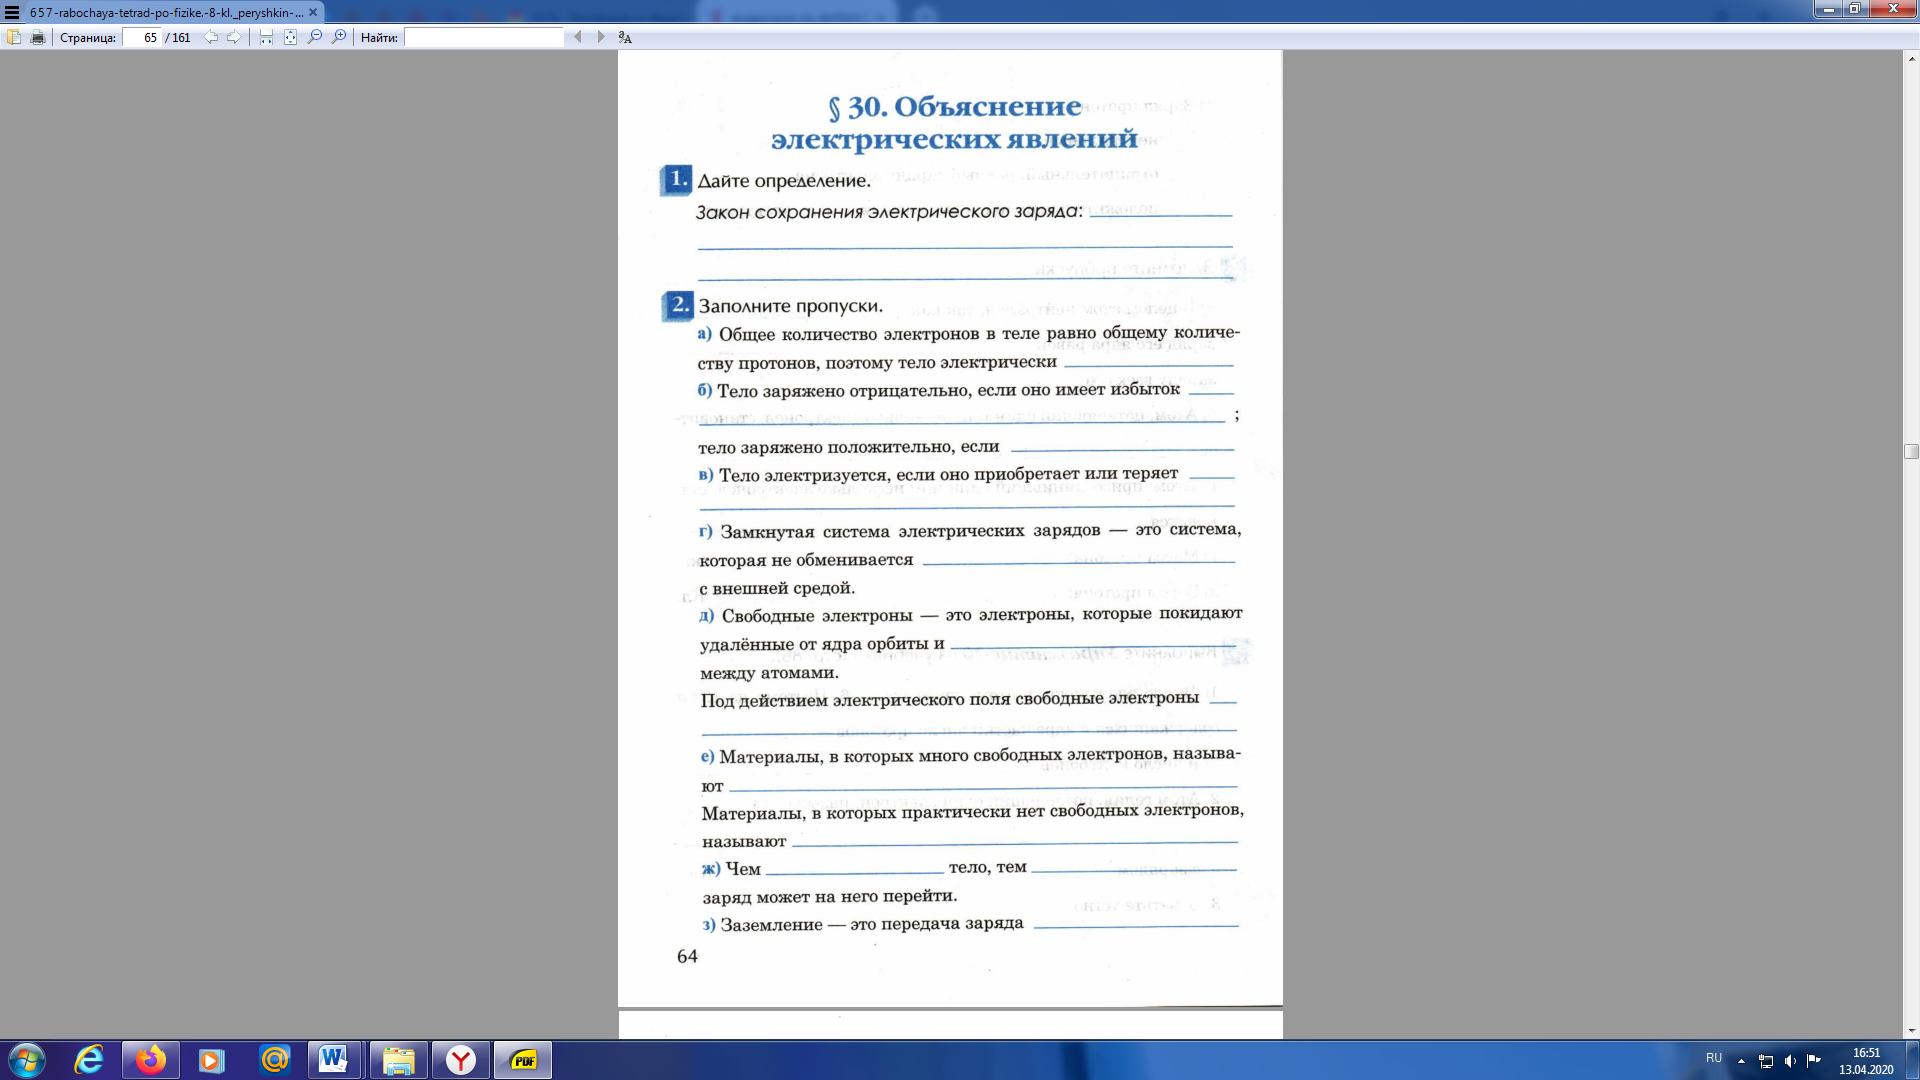 657-rabochaya-tetrad-po-fizike.-8-kl._peryshkin-...
Страница: 65 / 161 Найти:
§ 30. Объяснение
электрических явлений
1. Дайте определение.
Закон сохранения электрического заряда:
2. Заполните пропуски.
а) Общее количество электронов в теле равно общему количе-
ству протонов, поэтому тело электрически
б) Тело заряжено отрицательно, если оно имеет избыток
;
тело заряжено положительно, если
в) Тело электризуется, если оно приобретает или теряет
г) Замкнутая система электрических зарядов — это система,
которая не обменивается
с внешней средой.
д) Свободные электроны — это электроны, которые покидают
удалённые от ядра орбиты и
между атомами.
Под действием электрического поля свободные электроны
е) Материалы, в которых много свободных электронов, называ-
ют
Материалы, в которых практически нет свободных электронов,
называют
ж) Чем тело, тем
заряд может на него перейти.
з) Заземление — это передача заряда
64
RU 16:51
13.04.2020